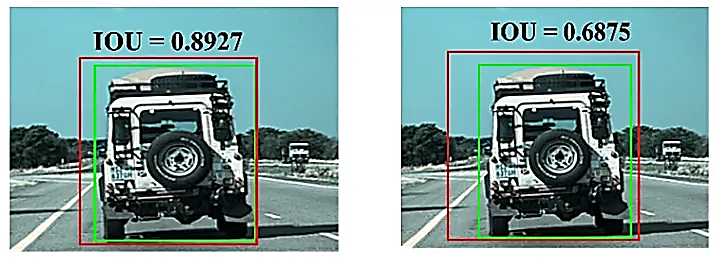 IOU = 0.8927
IOU = 0.6875